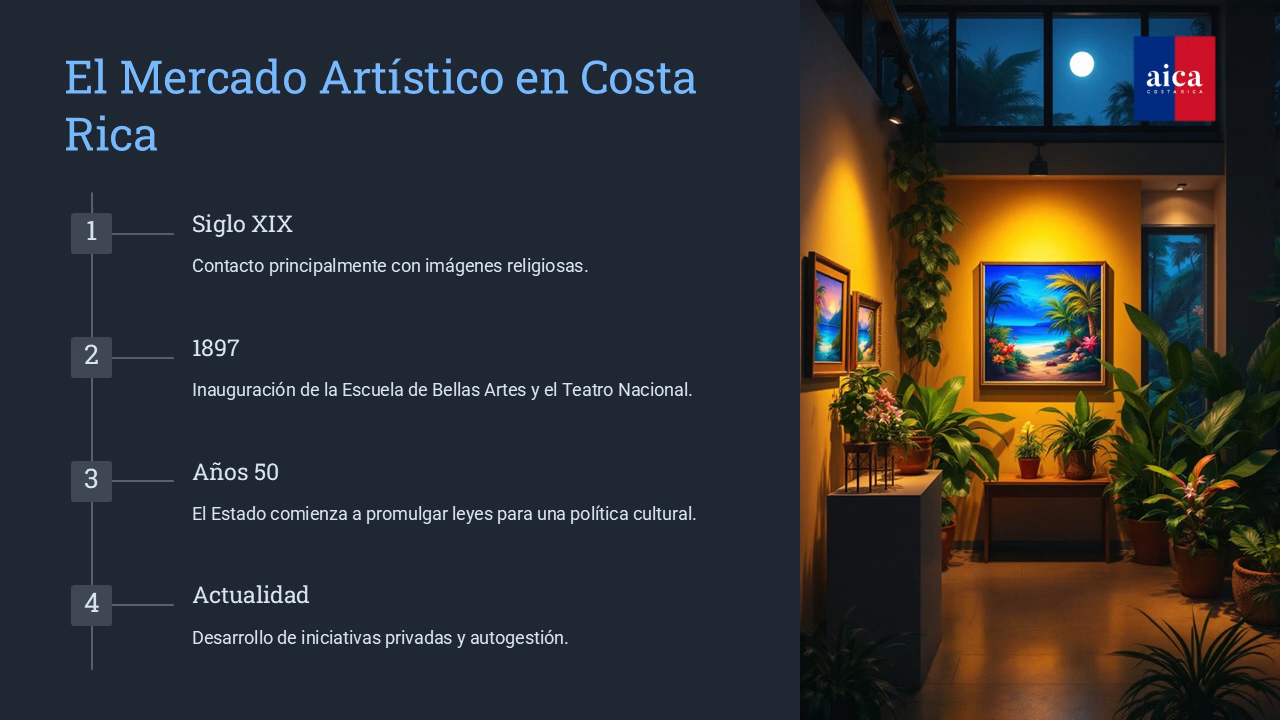 El Mercado Artístico en Costa
Rica
1
Siglo XIX
Contacto principalmente con imágenes religiosas.
2
1897
Inauguración de la Escuela de Bellas Artes y el Teatro Nacional.
3
Años 50
El Estado comienza a promulgar leyes para una política cultural.
4
Actualidad
Desarrollo de iniciativas privadas y autogestión.
aica
COSTA RICA